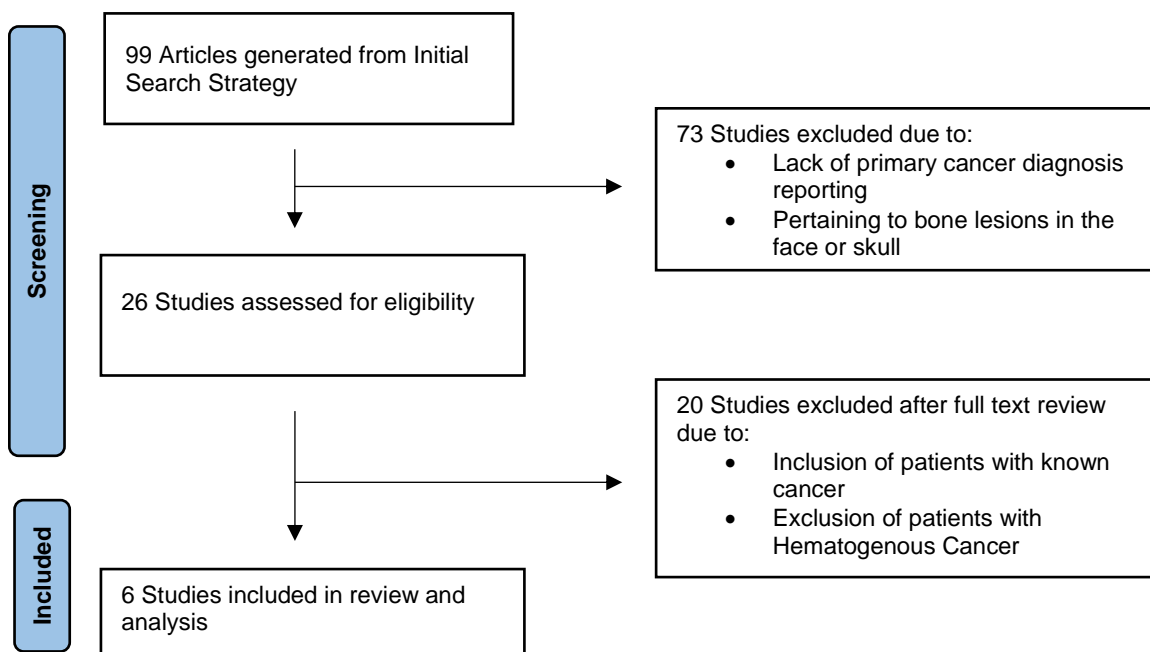 Screening
99 Articles generated from Initial
Search Strategy
73 Studies excluded due to:
• Lack of primary cancer diagnosis
reporting
• Pertaining to bone lesions in the
face or skull
26 Studies assessed for eligibility
20 Studies excluded after full text review
due to:
• Inclusion of patients with known
cancer
• Exclusion of patients with
Hematogenous Cancer
Included
6 Studies included in review and
analysis